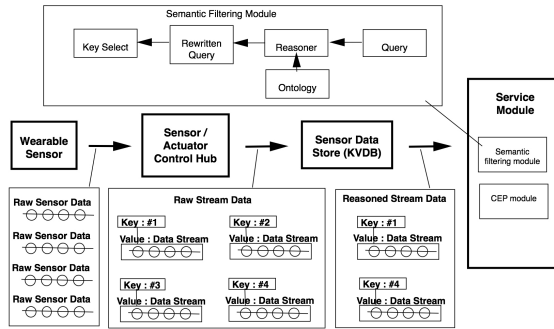 Semantic Filtering Module
Key Select
Rewritten
Query
Reasoner
Query
Ontology
Service
Module
Semantic
filtering module
CEP module
Wearable
Sensor
Sensor /
Actuator
Control Hub
Sensor Data
Store (KVDB)
Raw Sensor Data
Raw Sensor Data
Raw Sensor Data
Raw Sensor Data
Raw Stream Data
Key : #1
Value : Data Stream
Key : #2
Value : Data Stream
Key : #3
Value : Data Stream
Key : #4
Value : Data Stream
Reasoned Stream Data
Key : #1
Value : Data Stream
Key : #4
Value : Data Stream